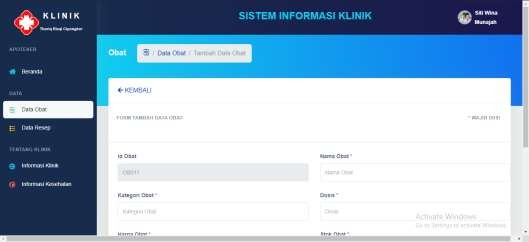 KLINIK
SISTEM INFORMASI KLINIK
Siti Wina
Munajah
APOTEKER
Obat
/ Data Obat / Tambah Data Obat
Beranda
KEMBALI
DATA
Data Obat
FORM TAMBAH DATA OBAT
* WAJIB DIISI
Data Resep
TENTANG KLINIK
Id Obat
Nama Obat *
Informasi Klinik
OB011
Nama Obat
Informasi Kesehatan
Kategori Obat *
Dosis *
Kategori Obat
Dosis
Activate Windows
Go to Settings to activate Windows.
Harga Obat *
Stok Obat *